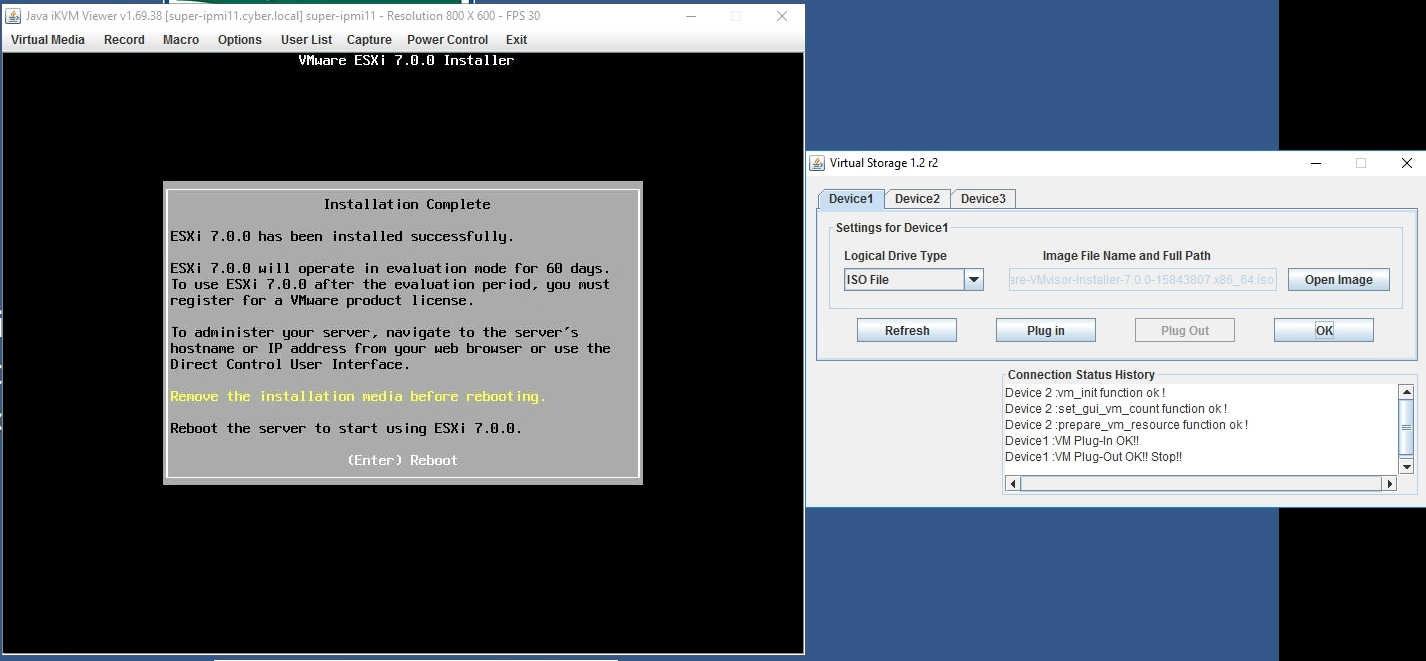 Java iKVM Viewer v1.69.38 [super-ipmi11.cyber.local] super-ipmi11 - Resolution 800 X 600 - FPS 30
Virtual Media Record Macro Options User List Capture Power Control Exit
VMware ESXi 7.0.0 Installer
Installation Complete
ESXi 7.0.0 has been installed successfully.
ESXi 7.0.0 will operate in evaluation mode for 60 days.
To use ESXi 7.0.0 after the evaluation period, you must
register for a VMware product license.
To administer your server, navigate to the server's
hostname or IP address from your web browser or use the
Direct Control User Interface.
Remove the installation media before rebooting.
Reboot the server to start using ESXi 7.0.0.
(Enter) Reboot
Virtual Storage 1.2 r2
Device1 Device2 Device3
Settings for Device1
Logical Drive Type Image File Name and Full Path
ISO File are-VMvisor-Installer-7.0.0-15843807.x86_64.iso Open Image
Refresh Plug in Plug Out OK
Connection Status History
Device 2 :vm_init function ok !
Device 2 :set_gui_vm_count function ok !
Device 2 :prepare_vm_resource function ok !
Device1 :VM Plug-In OK!!
Device1 :VM Plug-Out OK!! Stop!!